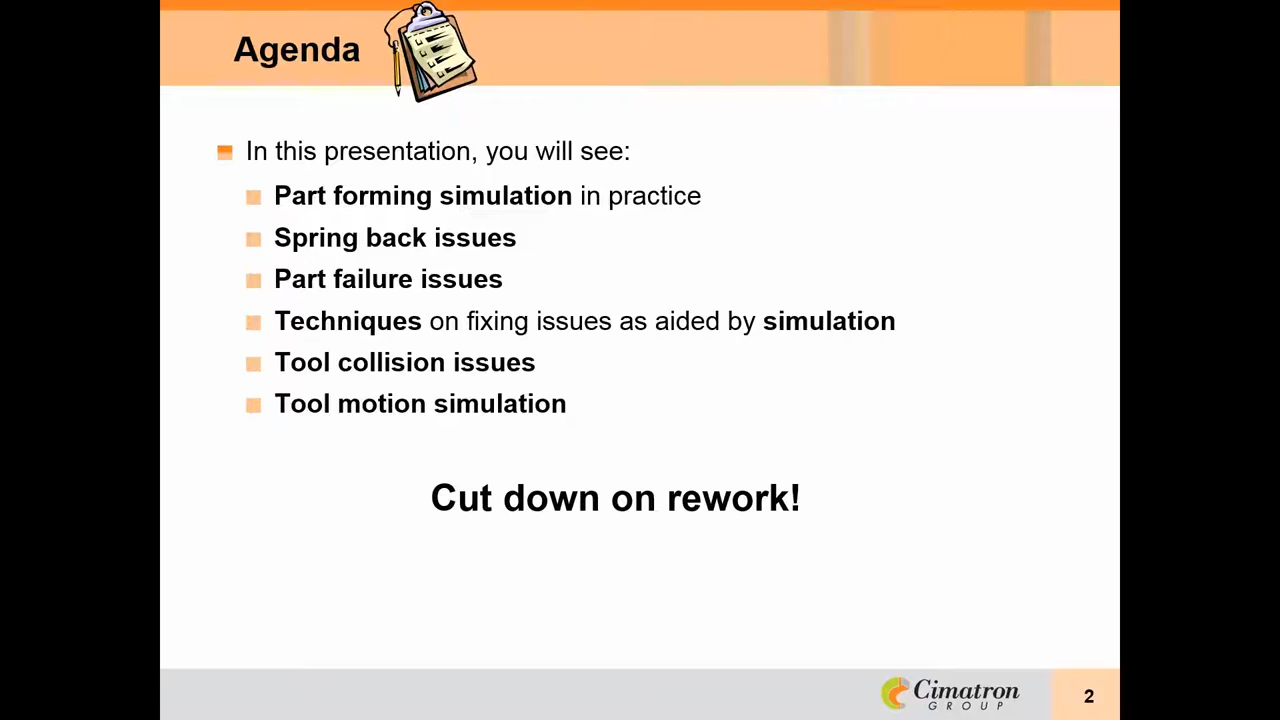 Agenda
In this presentation, you will see:
Part forming simulation in practice
Spring back issues
Part failure issues
Techniques on fixing issues as aided by simulation
Tool collision issues
Tool motion simulation
Cut down on rework!
Cimatron
GROUP
2